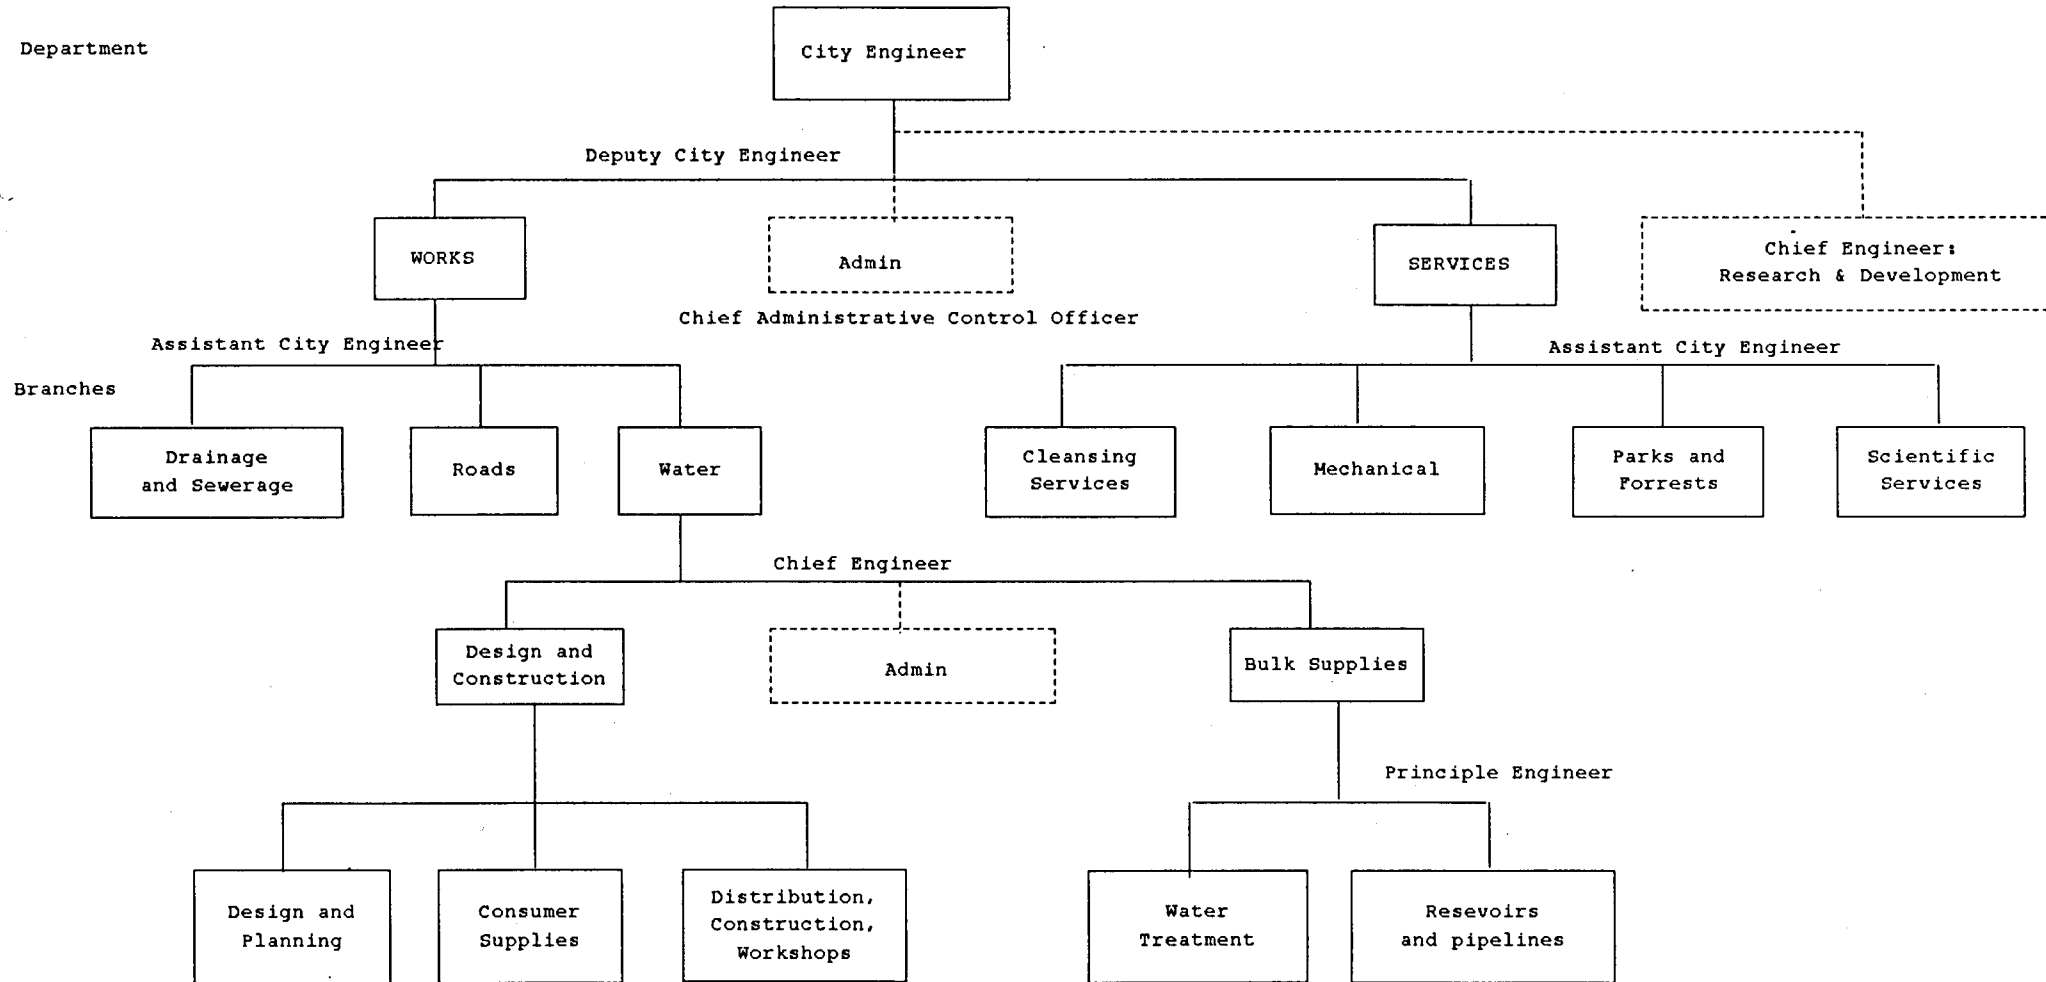 Department
City Engineer
Deputy City Engineer
WORKS
Admin
SERVICES
Chief Engineer:
Research & Development
Chief Administrative Control Officer
Assistant City Engineer
Assistant City Engineer
Branches
Drainage
and Sewerage
Roads
Water
Cleansing
Services
Mechanical
Parks and
Forrests
Scientific
Services
Chief Engineer
Design and
Construction
Admin
Bulk Supplies
Principle Engineer
Design and
Planning
Consumer
Supplies
Distribution,
Construction,
Workshops
Water
Treatment
Resevoirs
and pipelines